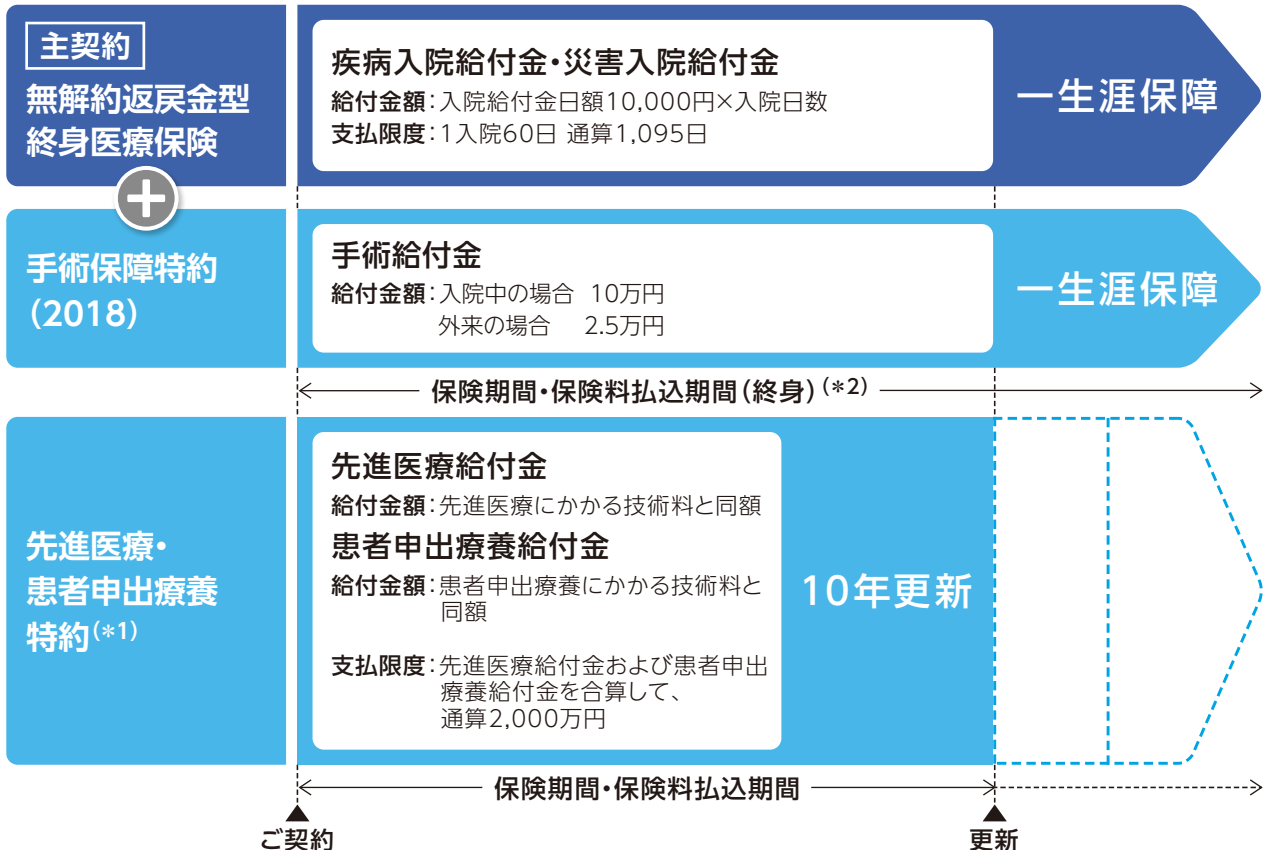 主契約
無解約返戻金型
終身医療保険
疾病入院給付金・災害入院給付金
給付金額：入院給付金日額10,000円×入院日数
支払限度：1入院60日 通算1,095日
一生涯保障
+
手術保障特約
(2018)
手術給付金
給付金額：入院中の場合 10万円
外来の場合 2.5万円
一生涯保障
保険期間・保険料払込期間(終身)(*2)
先進医療・
患者申出療養
特約(*1)
先進医療給付金
給付金額：先進医療にかかる技術料と同額
患者申出療養給付金
給付金額：患者申出療養にかかる技術料と
同額
支払限度：先進医療給付金および患者申出
療養給付金を合算して、
通算2,000万円
10年更新
保険期間・保険料払込期間
ご契約
更新